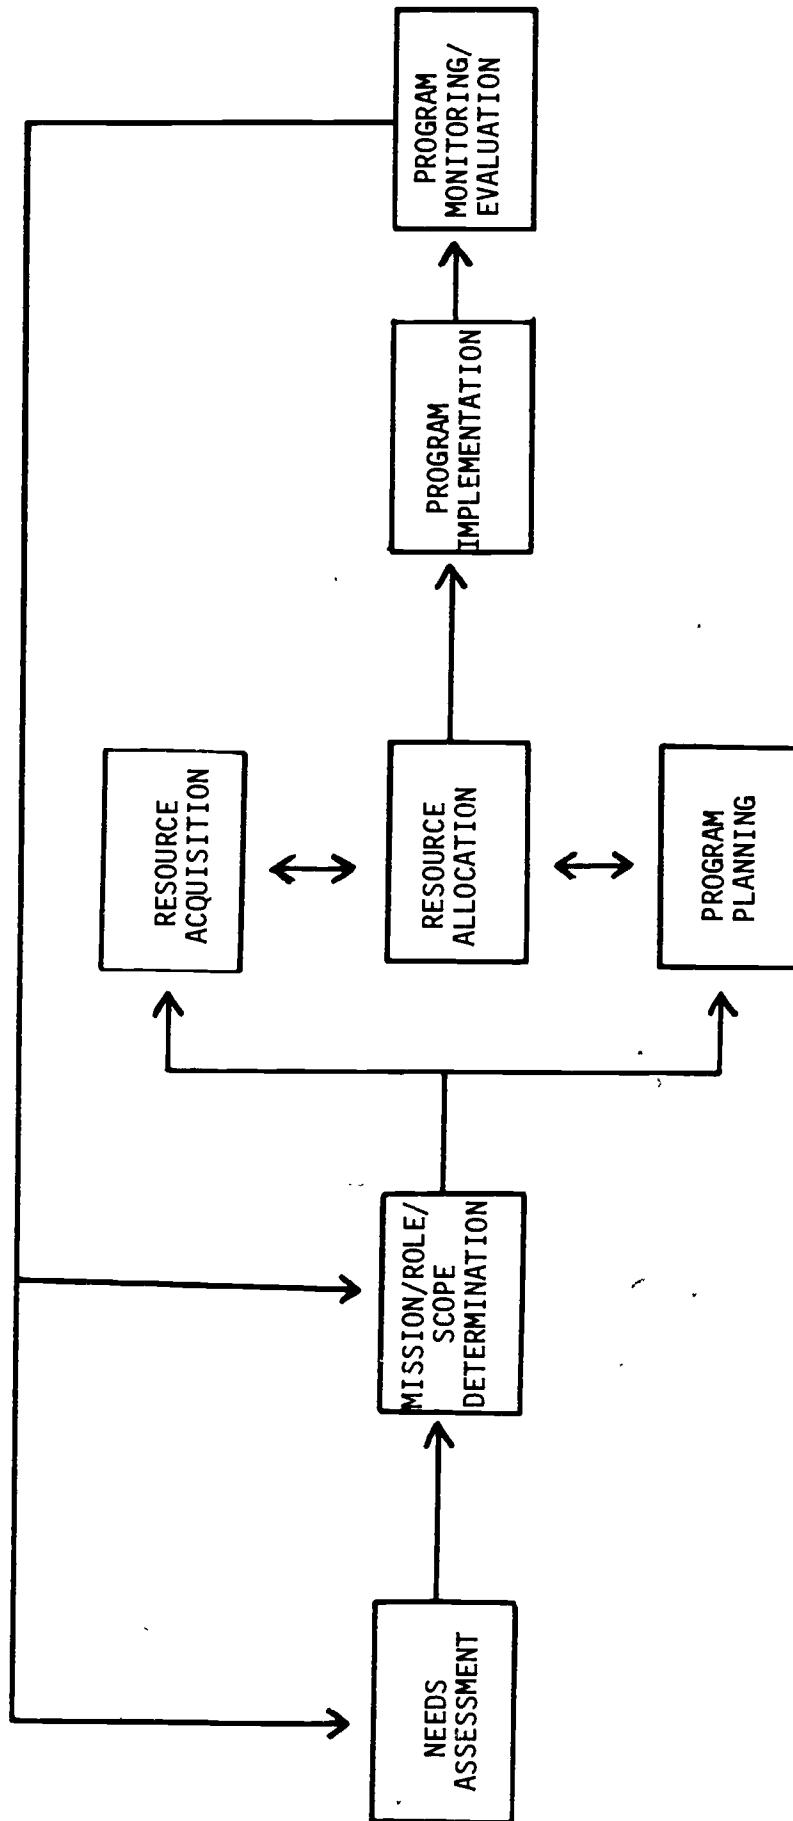 NEEDS
ASSESSMENT
MISSION/ROLE/
SCOPE
DETERMINATION
RESOURCE
ACQUISITION
RESOURCE
ALLOCATION
PROGRAM
PLANNING
PROGRAM
IMPLEMENTATION
PROGRAM
MONITORING/
EVALUATION